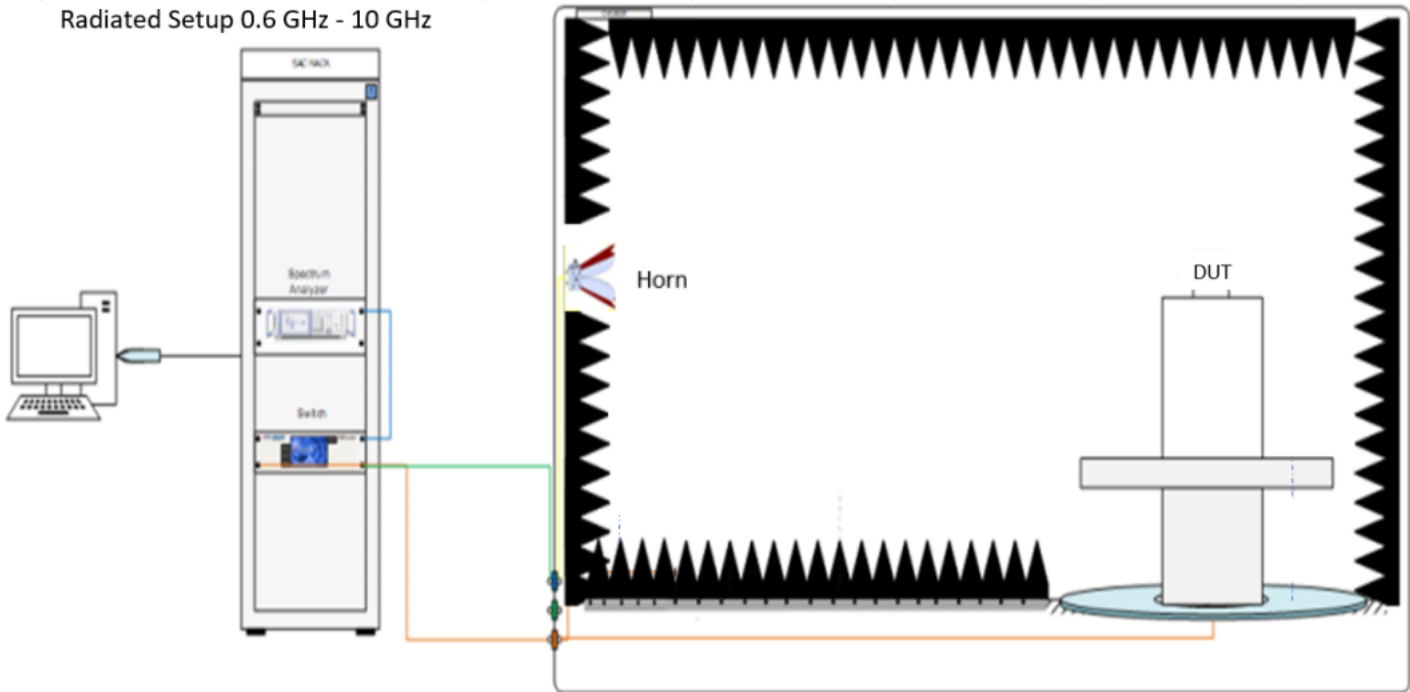 Radiated Setup 0.6 GHz - 10 GHz
SAC RACK
Spectrum
Analyzer
Horn
DUT
Switch